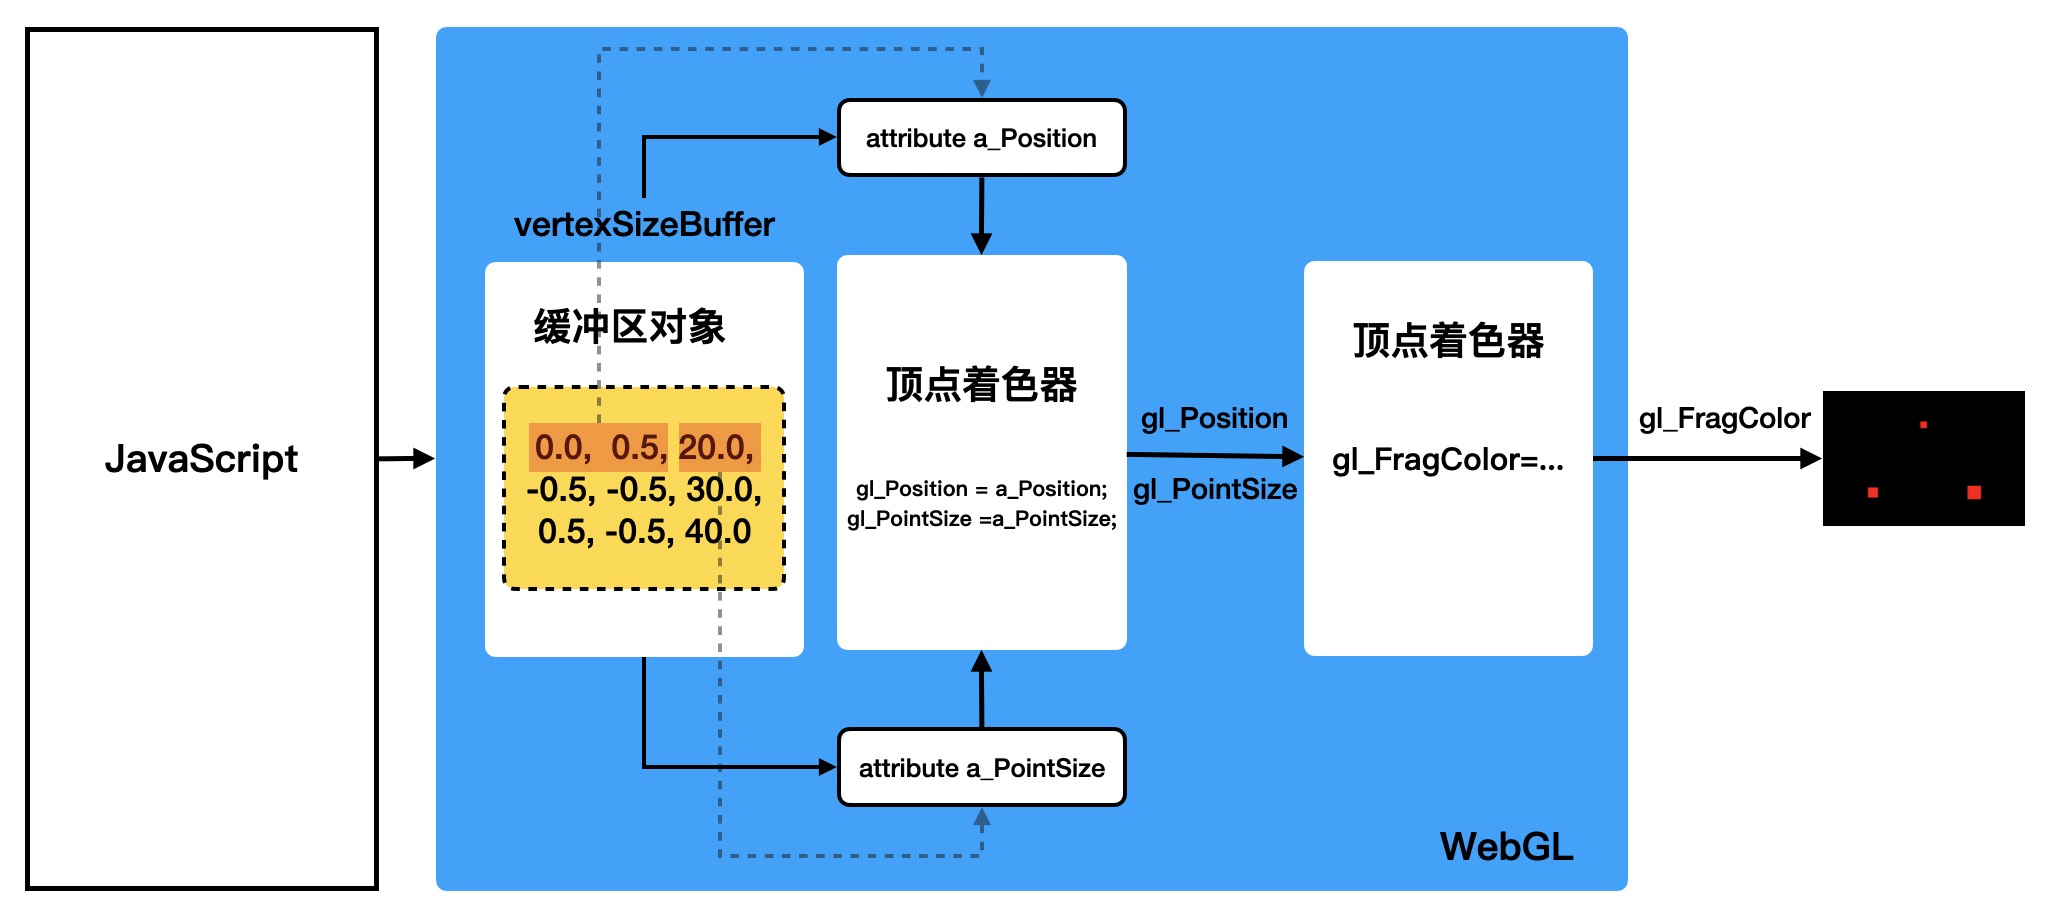 JavaScript
attribute a_Position
vertexSizeBuffer
缓冲区对象
0.0, 0.5, 20.0,
-0.5, -0.5, 30.0,
0.5, -0.5, 40.0
顶点着色器
gl_Position = a_Position;
gl_PointSize =a_PointSize;
attribute a_PointSize
gl_Position
gl_PointSize
顶点着色器
gl_FragColor=...
gl_FragColor
WebGL